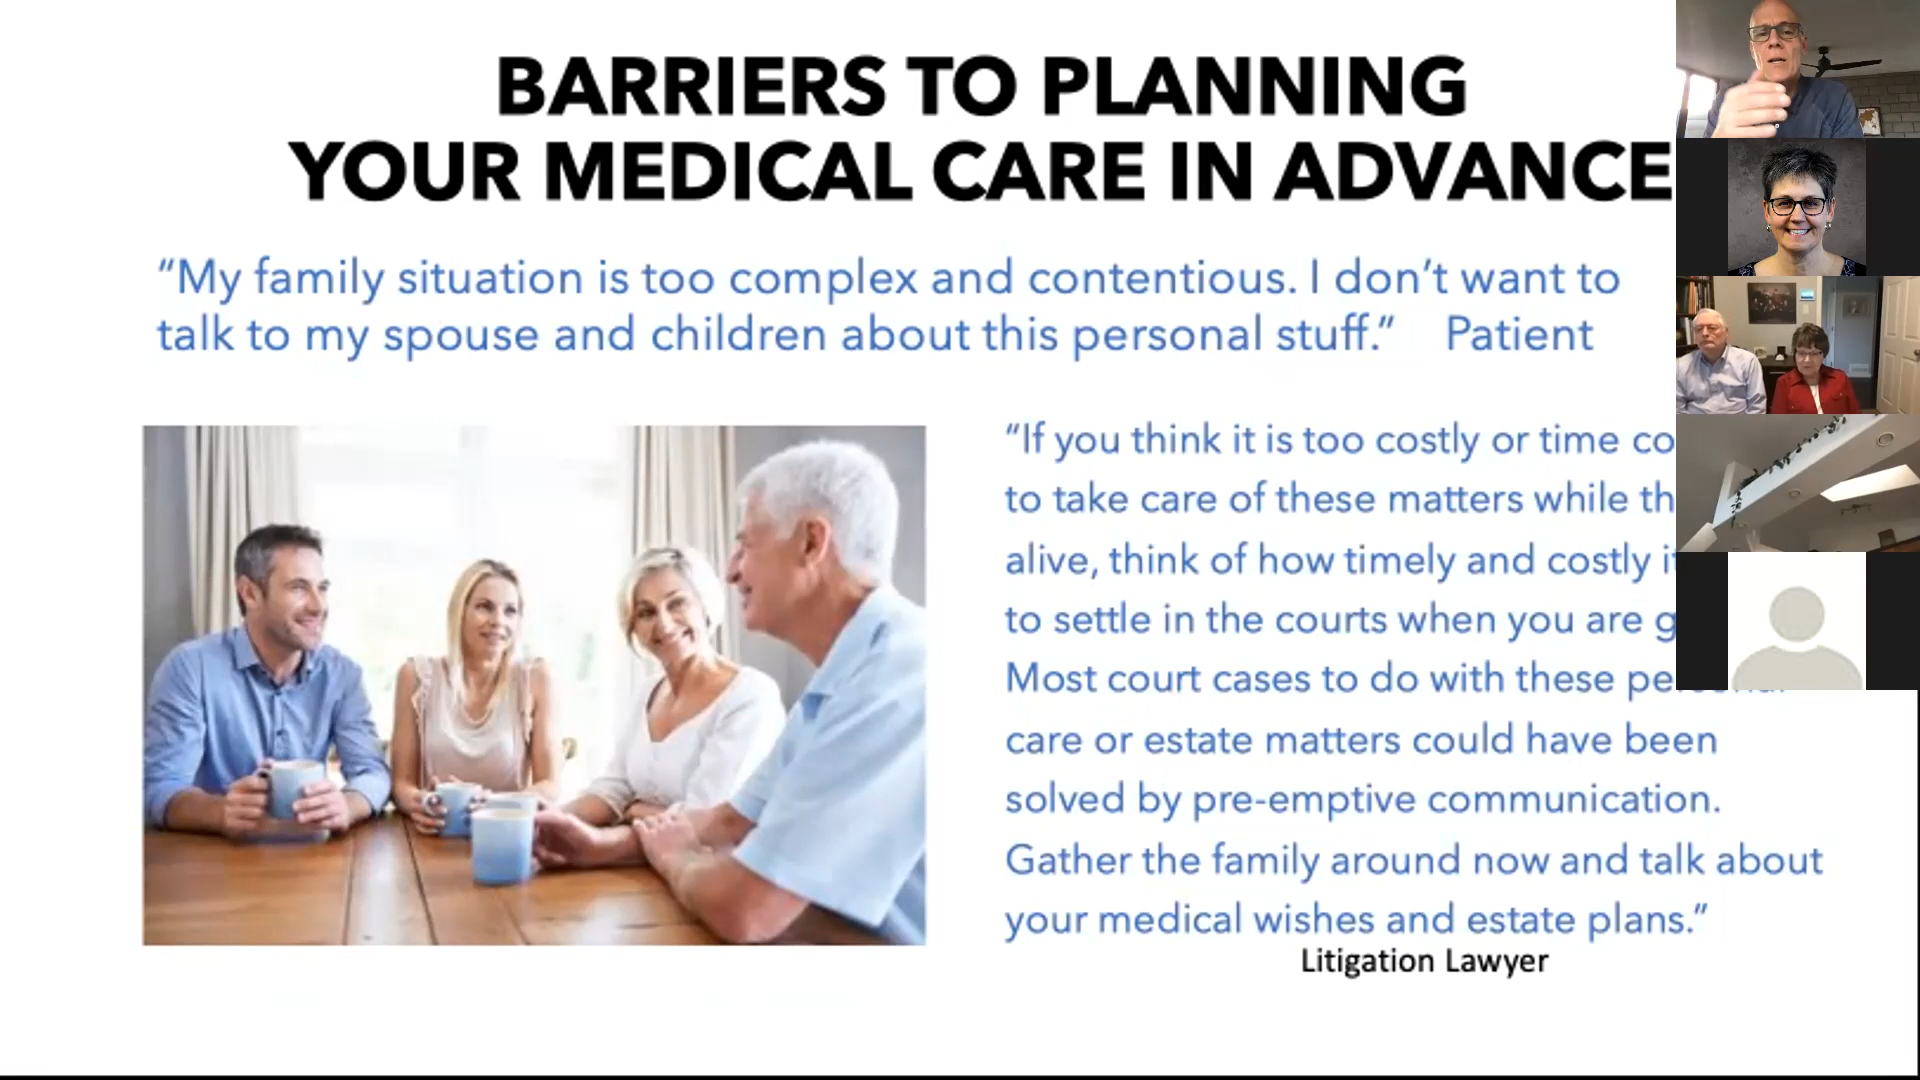 BARRIERS TO PLANNING
YOUR MEDICAL CARE IN ADVANCE
“My family situation is too complex and contentious. I don’t want to
talk to my spouse and children about this personal stuff.” Patient
“If you think it is too costly or time
to take care of these matters while
alive, think of how timely and costly
to settle in the courts when you are
Most court cases to do with these
care or estate matters could have been
solved by pre-emptive communication.
Gather the family around now and talk about
your medical wishes and estate plans.”
Litigation Lawyer